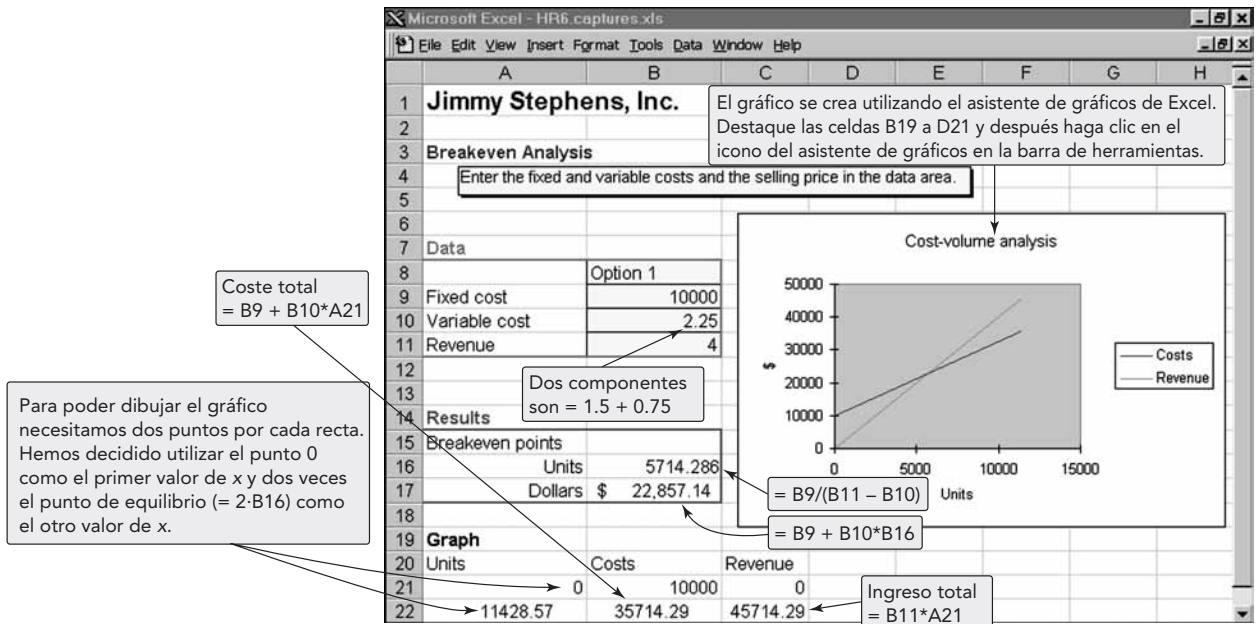 Microsoft Excel - HR6.captures.xls
File Edit View Insert Format Tools Data Window Help
A B C D E F G H
1 Jimmy Stephens, Inc.
El gráfico se crea utilizando el asistente de gráficos de Excel.
Destaque las celdas B19 a D21 y después haga clic en el
icono del asistente de gráficos en la barra de herramientas.
2
3 Breakeven Analysis
4 Enter the fixed and variable costs and the selling price in the data area.
5
6
7 Data
8 Option 1
9 Fixed cost 10000
10 Variable cost 2.25
11 Revenue 4
12
13
14 Results
15 Breakeven points
16 Units 5714.286
17 Dollars $ 22,857.14
18
19 Graph
20 Units Costs Revenue
21 0 10000 0
22 11428.57 35714.29 45714.29
Cost-volume analysis
50000
40000
30000
20000
10000
0
$
0 5000 10000 15000
Units
Costs
Revenue
Coste total
= B9 + B10*A21
Dos componentes
son = 1.5 + 0.75
Para poder dibujar el gráfico
necesitamos dos puntos por cada recta.
Hemos decidido utilizar el punto 0
como el primer valor de x y dos veces
el punto de equilibrio (= 2·B16) como
el otro valor de x.
= B9/(B11 – B10)
= B9 + B10*B16
Ingreso total
= B11*A21